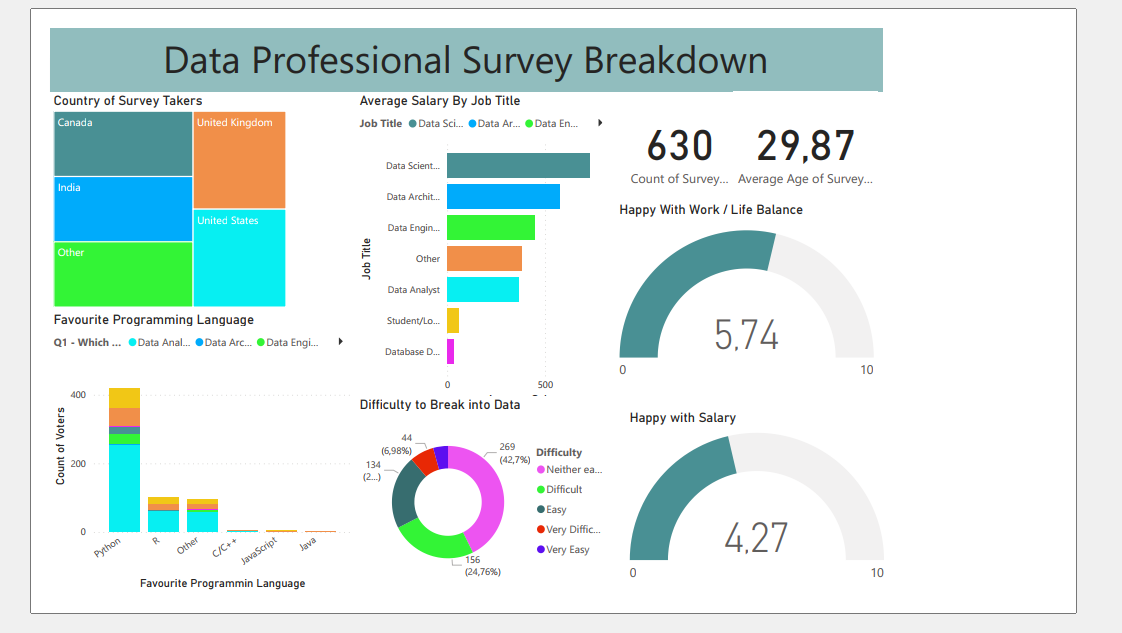 Data Professional Survey Breakdown
Country of Survey Takers
Canada
United Kingdom
India
United States
Other
Average Salary By Job Title
Job Title Data Sci... Data Ar... Data En...
Job Title
Data Scient...
Data Archit...
Data Engin...
Other
Data Analyst
Student/Lo...
Database D...
0 500
630
Count of Survey...
29,87
Average Age of Survey...
Happy With Work / Life Balance
5,74
0 10
Favourite Programming Language
Q1 - Which ... Data Anal... Data Arc... Data Engi...
Count of Voters
400
200
0
Python R Other C/C++ JavaScript Java
Favourite Programmin Language
Difficulty to Break into Data
44
(6,98%)
269
(42,7%)
134
(2...)
156
(24,76%)
Difficulty
Neither ea...
Difficult
Easy
Very Diffic...
Very Easy
Happy with Salary
4,27
0 10